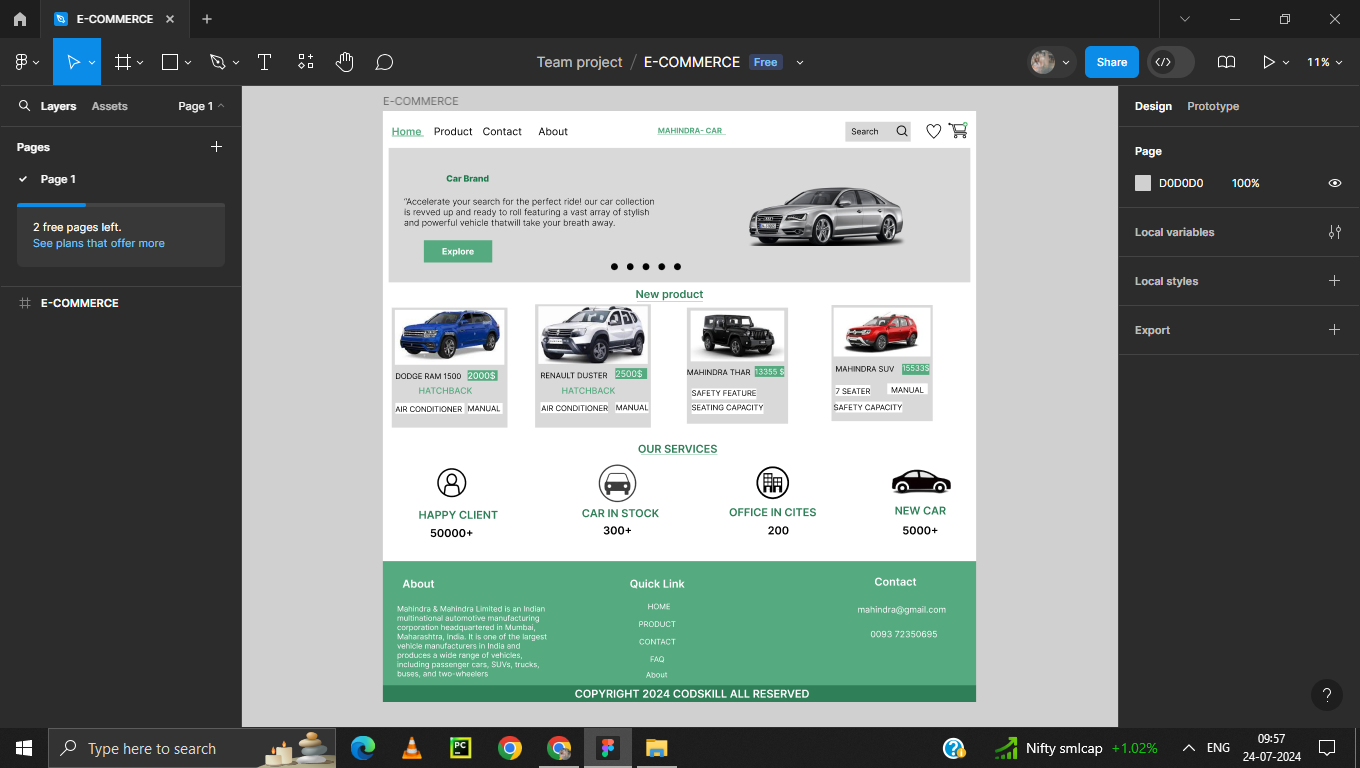 E-COMMERCE
Team project / E-COMMERCE Free
Share
11%
Layers Assets Page 1
Pages
Page 1
2 free pages left.
See plans that offer more
E-COMMERCE
E-COMMERCE
Home Product Contact About
MAHINDRA- CAR
Search
Car Brand
"Accelerate your search for the perfect ride! our car collection
is revved up and ready to roll featuring a vast array of stylish
and powerful vehicle thatwill take your breath away.
Explore
New product
DODGE RAM 1500 2000$
HATCHBACK
AIR CONDITIONER MANUAL
RENAULT DUSTER 2500$
HATCHBACK
AIR CONDITIONER MANUAL
MAHINDRA THAR 13355 $
SAFETY FEATURE
SEATING CAPACITY
MAHINDRA SUV 15533$
7 SEATER MANUAL
SAFETY CAPACITY
OUR SERVICES
HAPPY CLIENT
50000+
CAR IN STOCK
300+
OFFICE IN CITES
200
NEW CAR
5000+
About
Mahindra & Mahindra Limited is an Indian
multinational automotive manufacturing
corporation headquartered in Mumbai,
Maharashtra, India. It is one of the largest
vehicle manufacturers in India and
produces a wide range of vehicles,
including passenger cars, SUVs, trucks,
buses, and two-wheelers
Quick Link
HOME
PRODUCT
CONTACT
FAQ
About
Contact
mahindra@gmail.com
0093 72350695
COPYRIGHT 2024 CODSKILL ALL RESERVED
Design Prototype
Page
D0D0D0 100%
Local variables
Local styles
Export
?
Type here to search
PC
Nifty smlcap +1.02%
ENG
09:57
24-07-2024